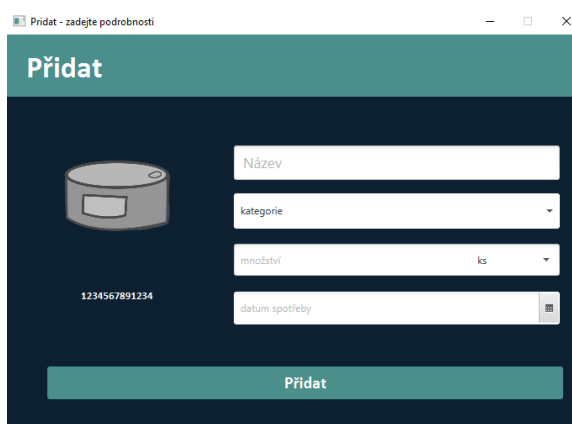 Pridat - zadejte podrobnosti
Přidat
Název
kategorie
množství ks
1234567891234
datum spotřeby
Přidat